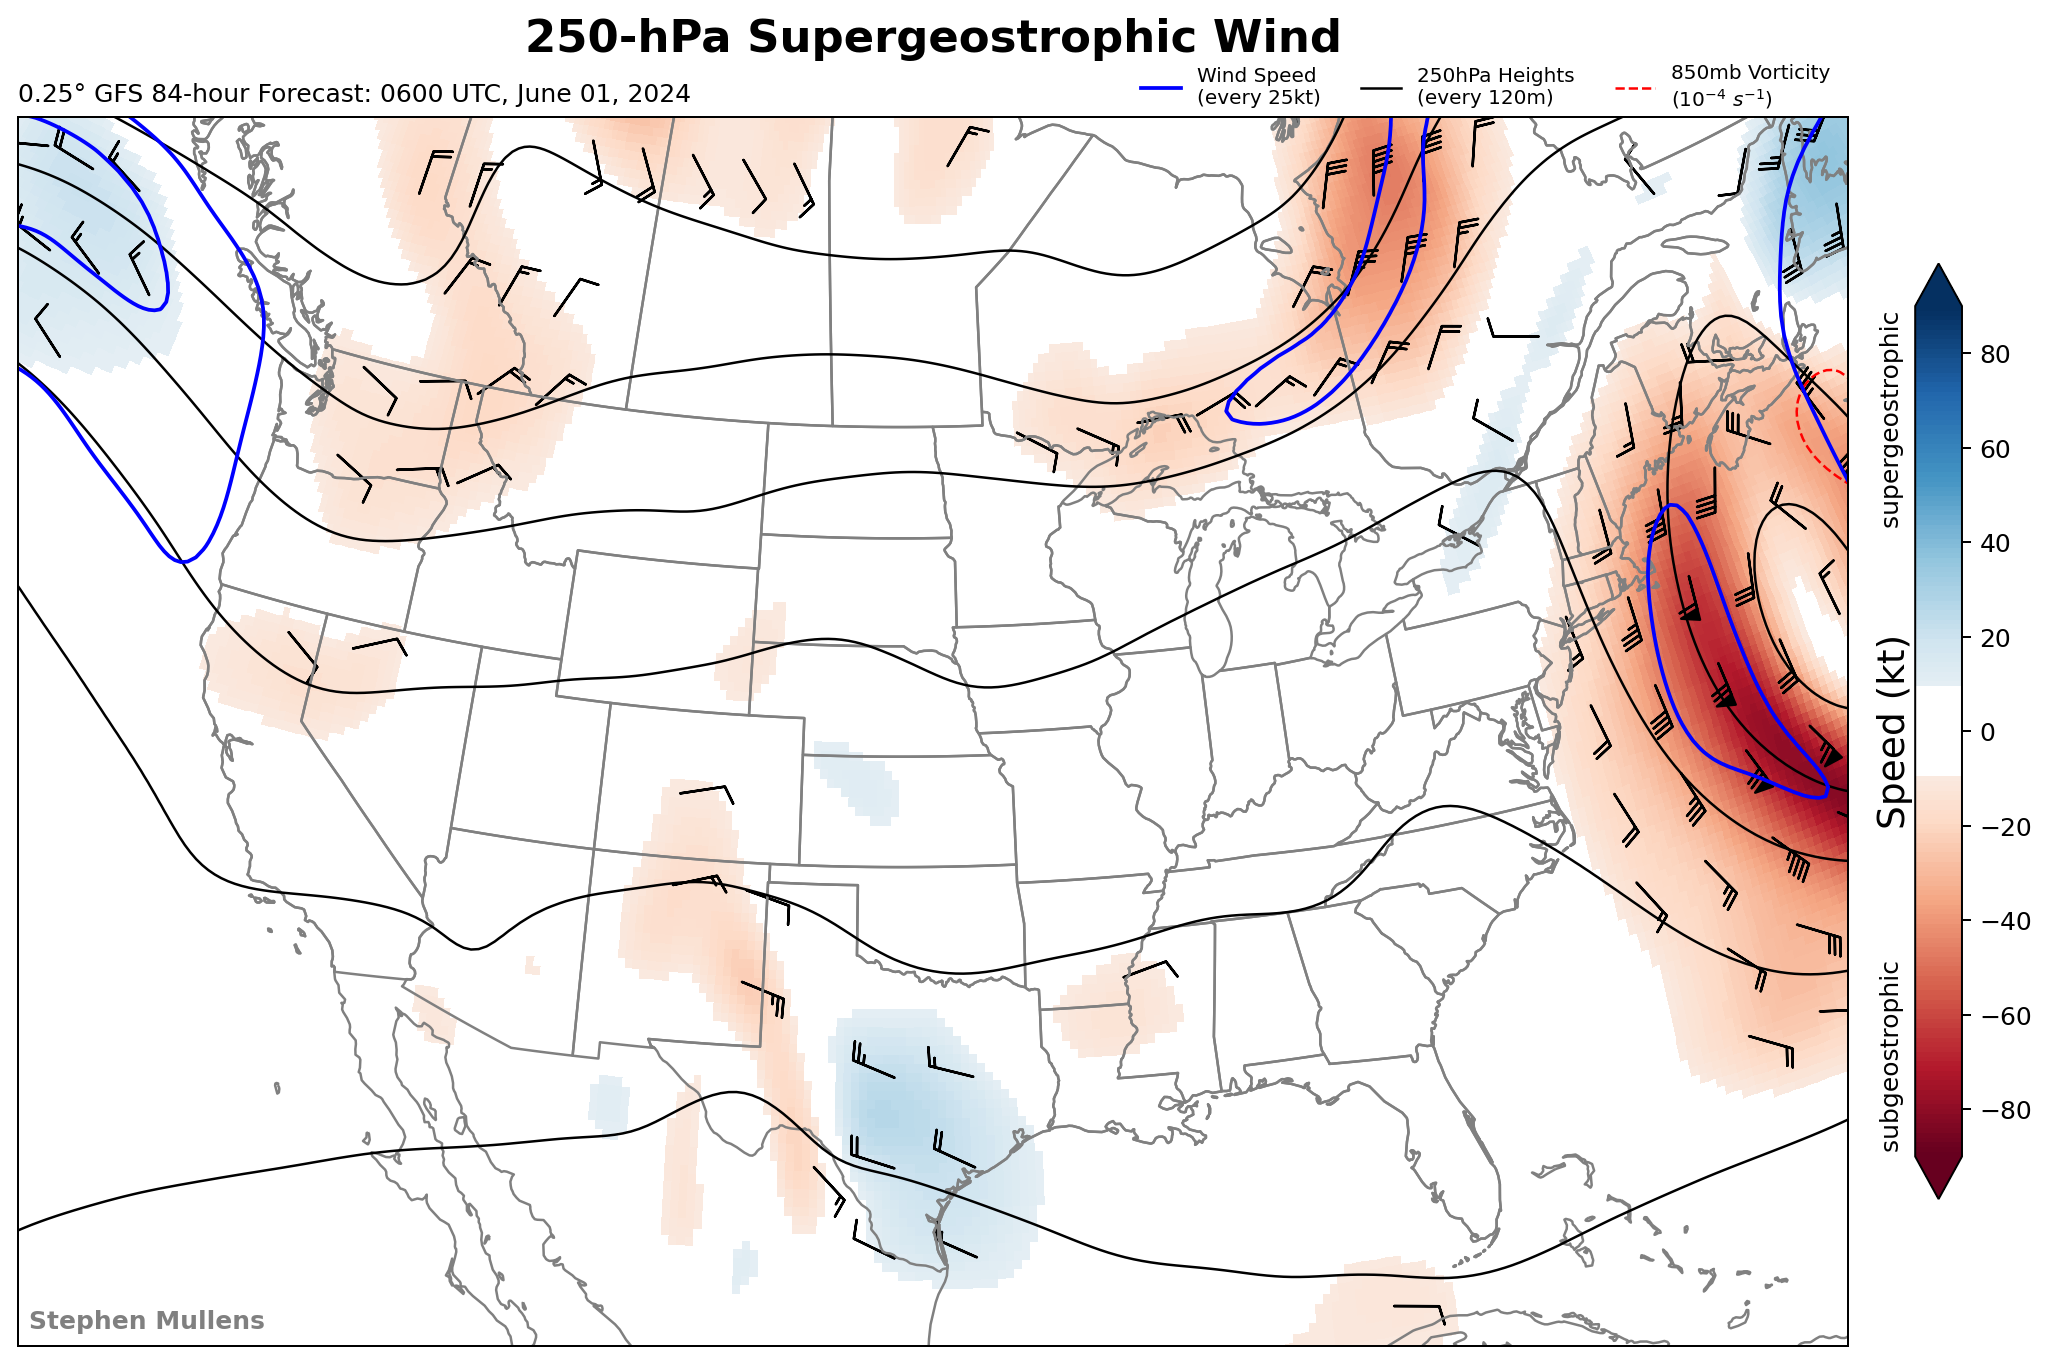 250-hPa Supergeostrophic Wind
0.25° GFS 84-hour Forecast: 0600 UTC, June 01, 2024
Wind Speed
(every 25kt)
250hPa Heights
(every 120m)
850mb Vorticity
(10⁻⁴ s⁻¹)
supergeostrophic
Speed (kt)
subgeostrophic
80
60
40
20
0
−20
−40
−60
−80
Stephen Mullens